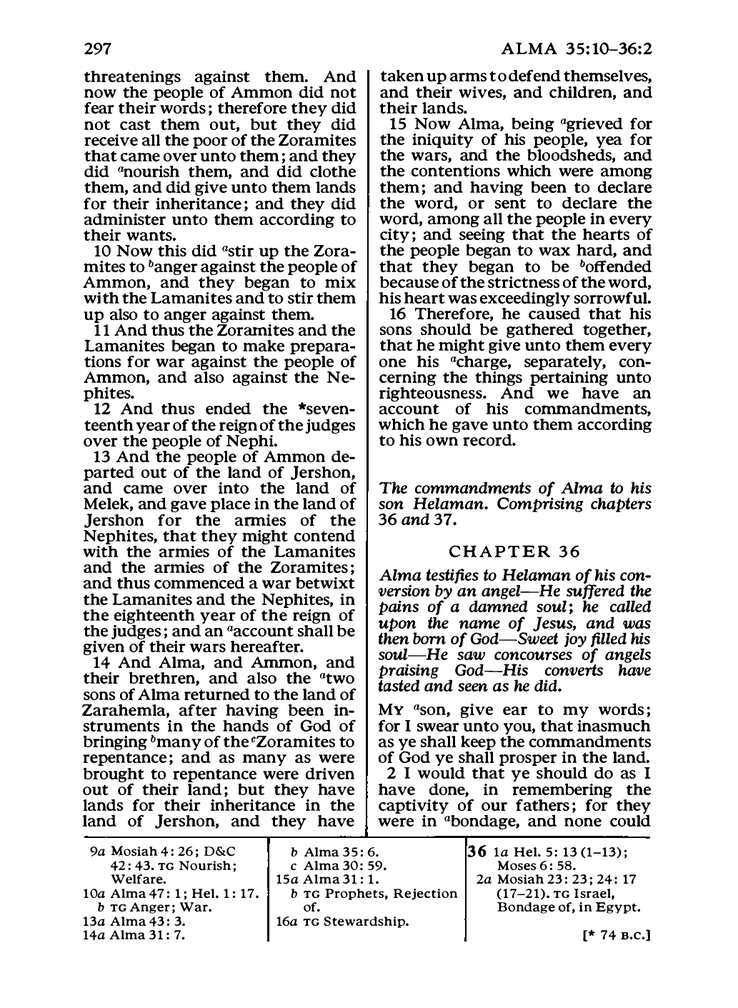 297
ALMA 35:10–36:2
threatenings against them. And
now the people of Ammon did not
fear their words; therefore they did
not cast them out, but they did
receive all the poor of the Zoramites
that came over unto them; and they
did anourish them, and did clothe
them, and did give unto them lands
for their inheritance; and they did
administer unto them according to
their wants.
10 Now this did astir up the Zora-
mites to banger against the people of
Ammon, and they began to mix
with the Lamanites and to stir them
up also to anger against them.
11 And thus the Zoramites and the
Lamanites began to make prepara-
tions for war against the people of
Ammon, and also against the Ne-
phites.
12 And thus ended the *seven-
teenth year of the reign of the judges
over the people of Nephi.
13 And the people of Ammon de-
parted out of the land of Jershon,
and came over into the land of
Melek, and gave place in the land of
Jershon for the armies of the
Nephites, that they might contend
with the armies of the Lamanites
and the armies of the Zoramites;
and thus commenced a war betwixt
the Lamanites and the Nephites, in
the eighteenth year of the reign of
the judges; and an aaccount shall be
given of their wars hereafter.
14 And Alma, and Ammon, and
their brethren, and also the atwo
sons of Alma returned to the land of
Zarahemla, after having been in-
struments in the hands of God of
bringing bmany of the cZoramites to
repentance; and as many as were
brought to repentance were driven
out of their land; but they have
lands for their inheritance in the
land of Jershon, and they have
taken up arms to defend themselves,
and their wives, and children, and
their lands.
15 Now Alma, being agrieved for
the iniquity of his people, yea for
the wars, and the bloodsheds, and
the contentions which were among
them; and having been to declare
the word, or sent to declare the
word, among all the people in every
city; and seeing that the hearts of
the people began to wax hard, and
that they began to be boffended
because of the strictness of the word,
his heart was exceedingly sorrowful.
16 Therefore, he caused that his
sons should be gathered together,
that he might give unto them every
one his acharge, separately, con-
cerning the things pertaining unto
righteousness. And we have an
account of his commandments,
which he gave unto them according
to his own record.
The commandments of Alma to his
son Helaman. Comprising chapters
36 and 37.
CHAPTER 36
Alma testifies to Helaman of his con-
version by an angel—He suffered the
pains of a damned soul; he called
upon the name of Jesus, and was
then born of God—Sweet joy filled his
soul—He saw concourses of angels
praising God—His converts have
tasted and seen as he did.
MY ason, give ear to my words;
for I swear unto you, that inasmuch
as ye shall keep the commandments
of God ye shall prosper in the land.
2 I would that ye should do as I
have done, in remembering the
captivity of our fathers; for they
were in abondage, and none could
9a Mosiah 4:26; D&C
42:43. TG Nourish;
Welfare.
10a Alma 47:1; Hel. 1:17.
b TG Anger; War.
13a Alma 43:3.
14a Alma 31:7.
b Alma 35:6.
c Alma 30:59.
15a Alma 31:1.
b TG Prophets, Rejection
of.
16a TG Stewardship.
36 1a Hel. 5:13 (1–13);
Moses 6:58.
2a Mosiah 23:23; 24:17
(17–21). TG Israel,
Bondage of, in Egypt.
[* 74 B.C.]